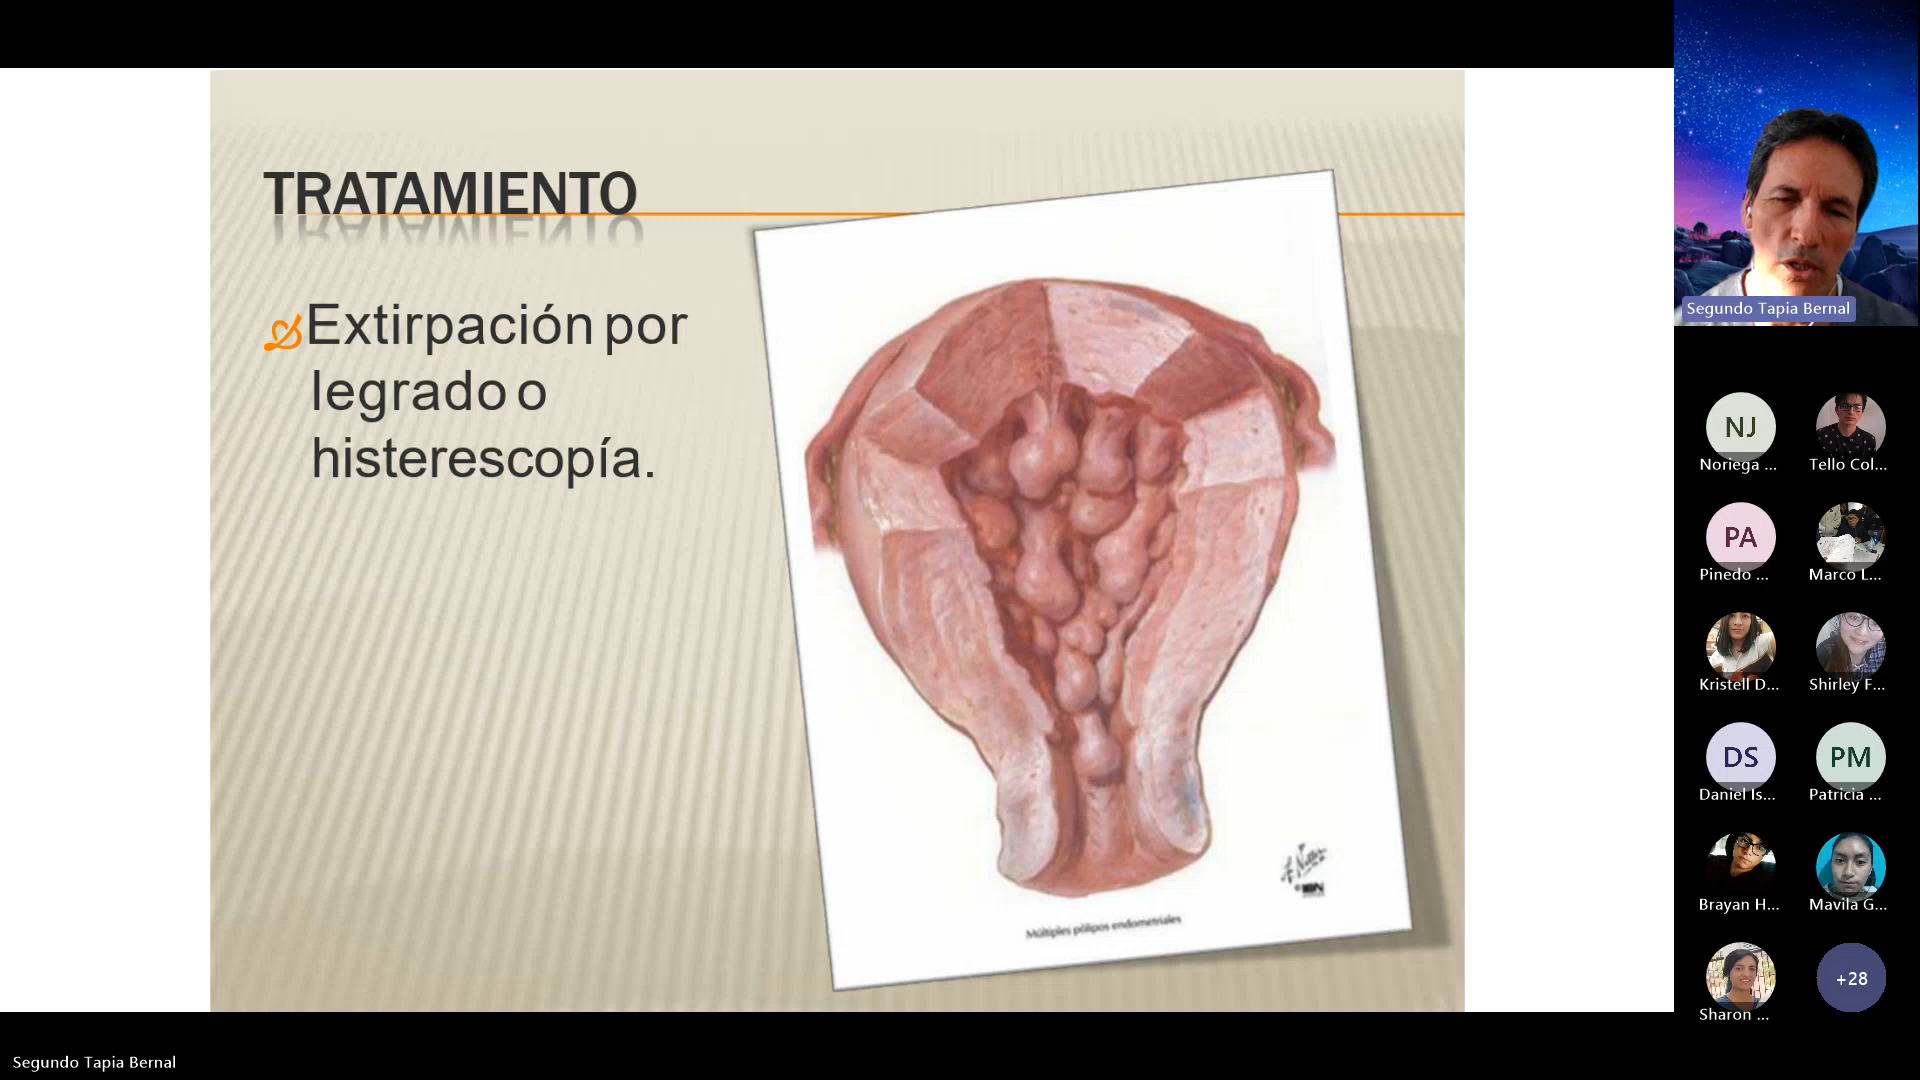 TRATAMIENTO
Extirpación por
legrado o
histerescopía.
Múltiples pólipos endometriales
Segundo Tapia Bernal
NJ
Noriega ...
Tello Col...
PA
Pinedo ...
Marco L...
Kristell D...
Shirley F...
DS
Daniel Is...
PM
Patricia ...
Brayan H...
Mavila G...
Sharon ...
+28
Segundo Tapia Bernal